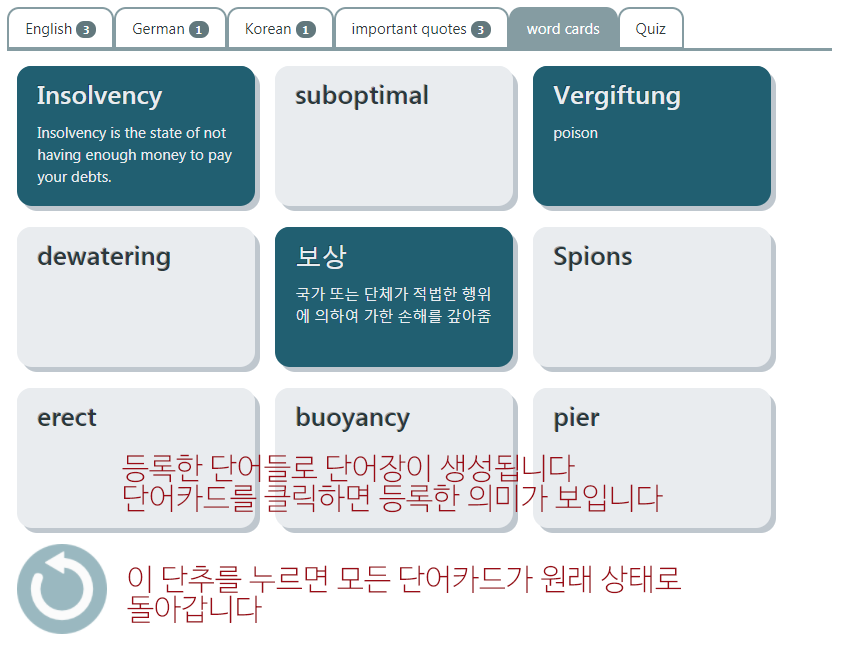 English 3 German 1 Korean 1 important quotes 3 word cards Quiz
Insolvency
Insolvency is the state of not
having enough money to pay
your debts.
suboptimal
Vergiftung
poison
dewatering
보상
국가 또는 단체가 적법한 행위
에 의하여 가한 손해를 갚아줌
Spions
erect
buoyancy
pier
등록한 단어들로 단어장이 생성됩니다
단어카드를 클릭하면 등록한 의미가 보입니다
이 단추를 누르면 모든 단어카드가 원래 상태로
돌아갑니다